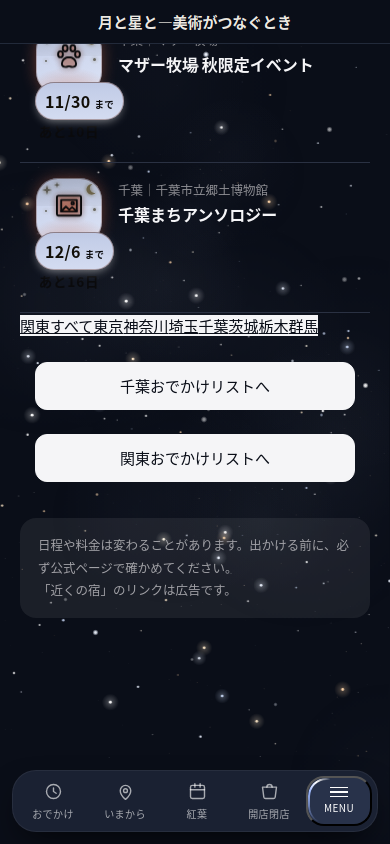 月と星と―美術がつなぐとき
マザー牧場 秋限定イベント
11/30 まで
千葉｜千葉市立郷土博物館
千葉まちアンソロジー
12/6 まで
あと16日
関東すべて東京神奈川埼玉千葉茨城栃木群馬
千葉おでかけリストへ
関東おでかけリストへ
日程や料金は変わることがあります。出かける前に、必
ず公式ページで確かめてください。
「近くの宿」のリンクは広告です。
おでかけ
いまから
紅葉
開店閉店
MENU